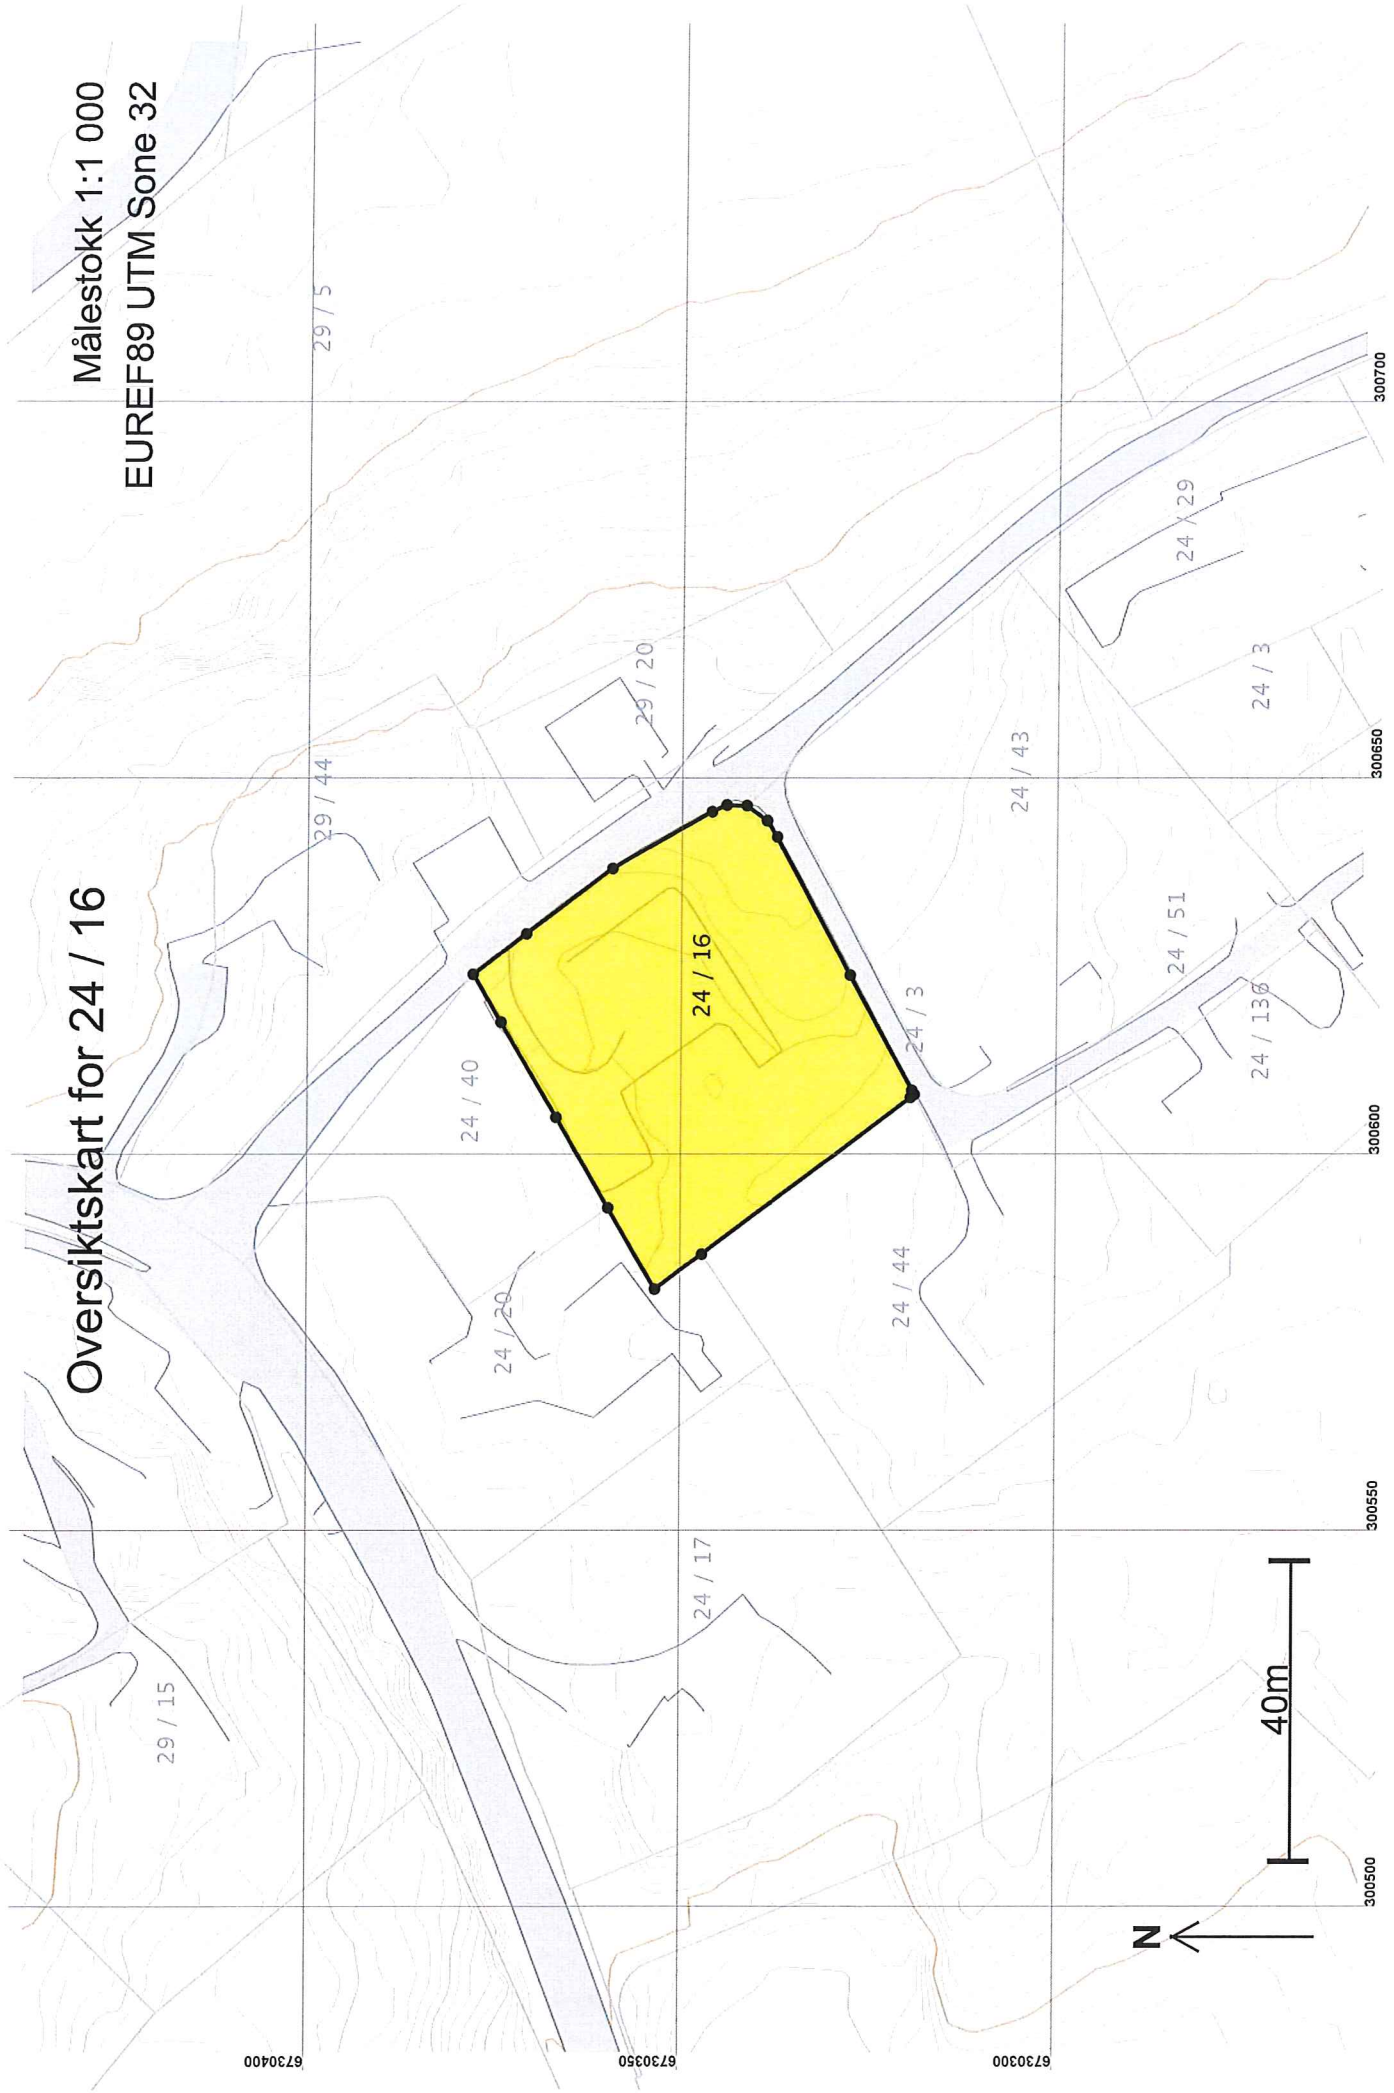 Oversiktskart for 24 / 16
Målestokk 1:1 000
EUREF89 UTM Sone 32
29 / 15
29 / 44
29 / 5
24 / 20
24 / 40
29 / 20
24 / 17
24 / 16
24 / 44
24 / 3
24 / 43
24 / 29
24 / 51
24 / 136
24 / 3
6730400
6730350
6730300
N
40m
300500
300550
300600
300650
300700